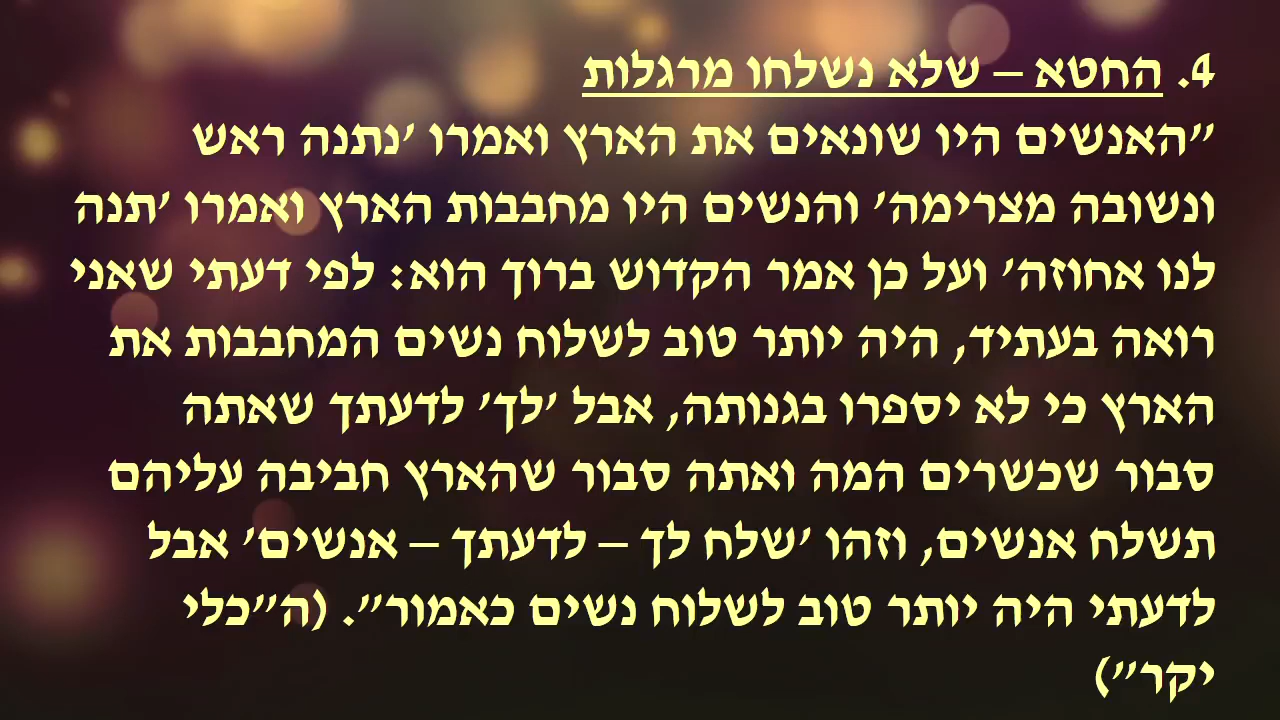 4. החטא – שלא נשלחו מרגלות
"האנשים היו שונאים את הארץ ואמרו 'נתנה ראש
ונשובה מצרימה' והנשים היו מחבבות הארץ ואמרו 'תנה
לנו אחוזה' ועל כן אמר הקדוש ברוך הוא: לפי דעתי שאני
רואה בעתיד, היה יותר טוב לשלוח נשים המחבבות את
הארץ כי לא יספרו בגנותה, אבל 'לך' לדעתך שאתה
סבור שכשרים המה ואתה סבור שהארץ חביבה עליהם
תשלח אנשים, וזהו 'שלח לך – לדעתך – אנשים' אבל
לדעתי היה יותר טוב לשלוח נשים כאמור". (ה"כלי
יקר")